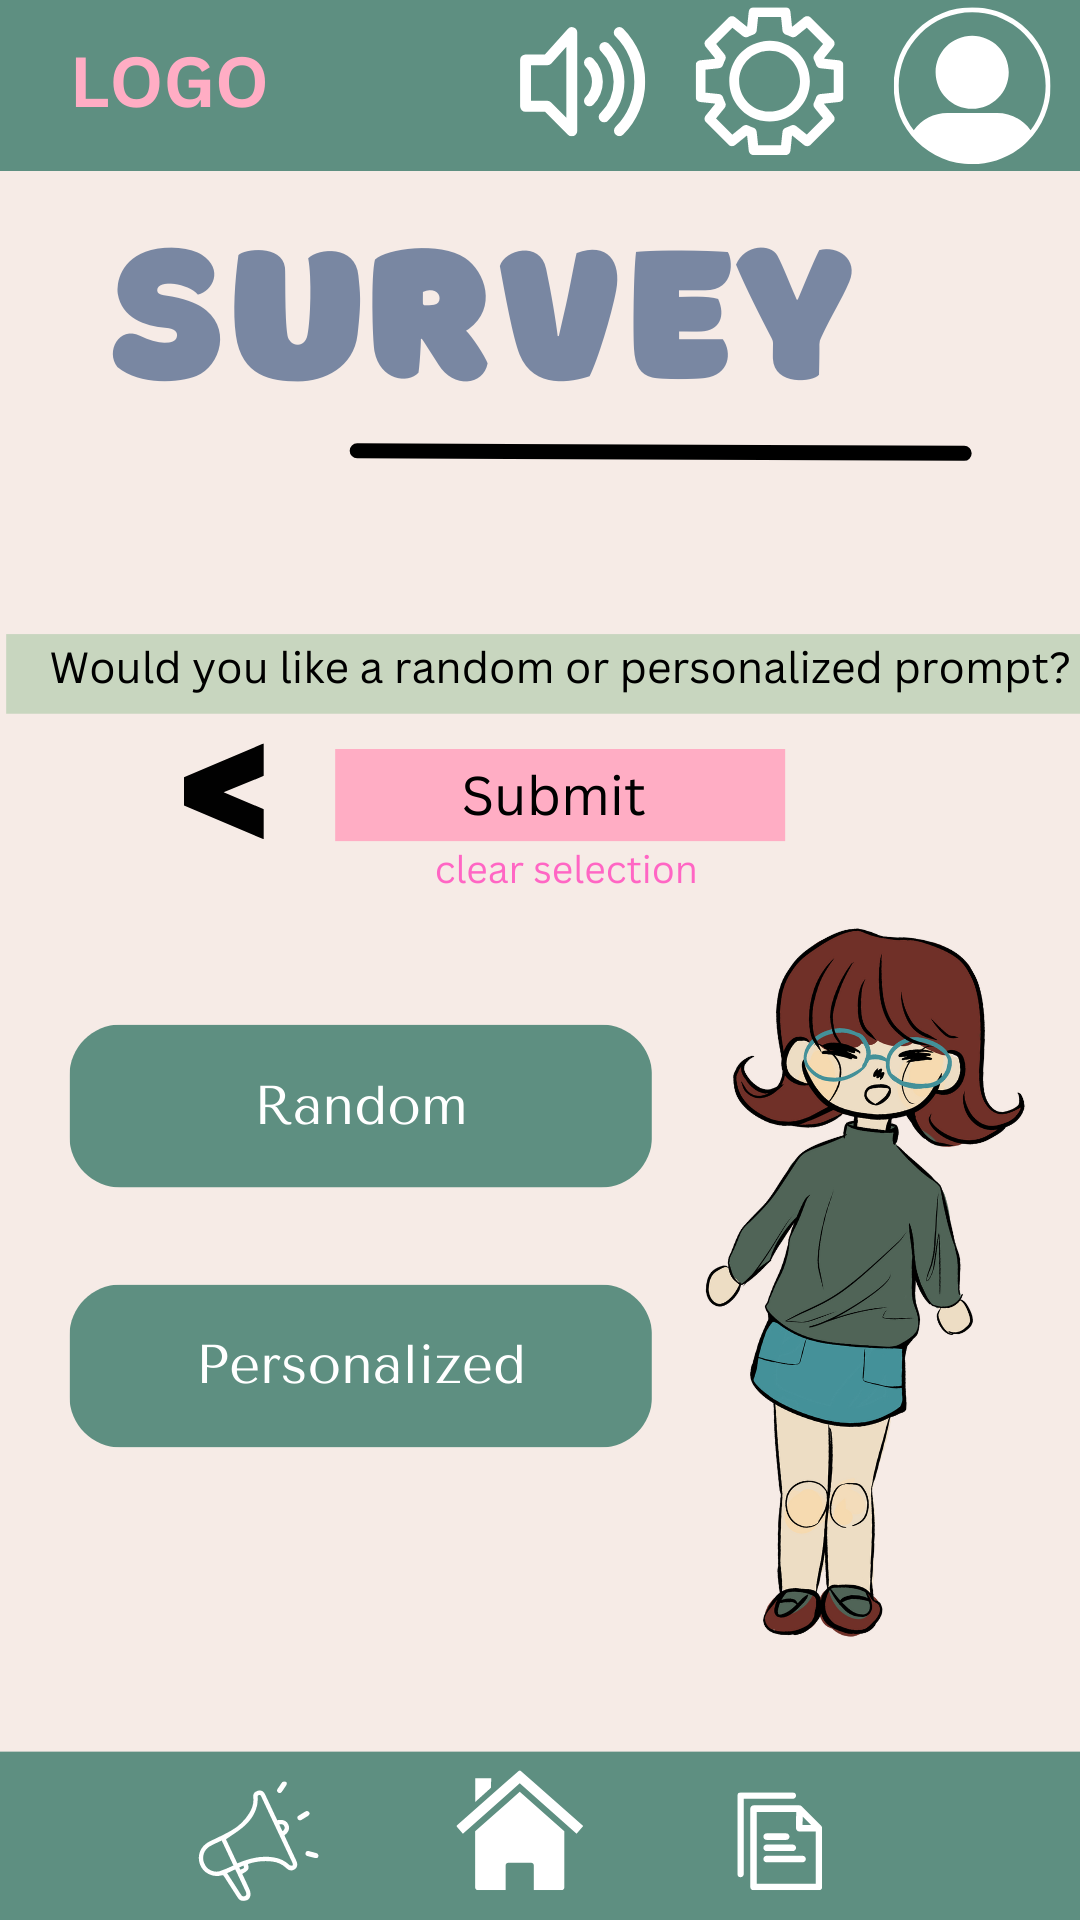 LOGO
SURVEY
Would you like a random or personalized prompt?
<
Submit
clear selection
Random
Personalized